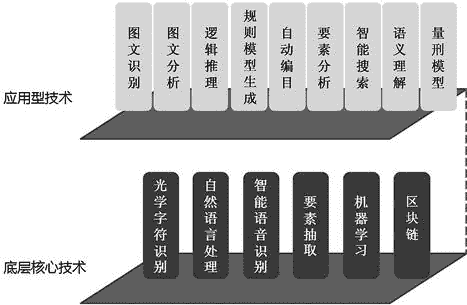 图文识别
图文分析
逻辑推理
规则模型生成
自动编目
要素分析
智能搜索
语义理解
量刑模型
应用型技术
光学字符识别
自然语言处理
智能语音识别
要素抽取
机器学习
区块链
底层核心技术